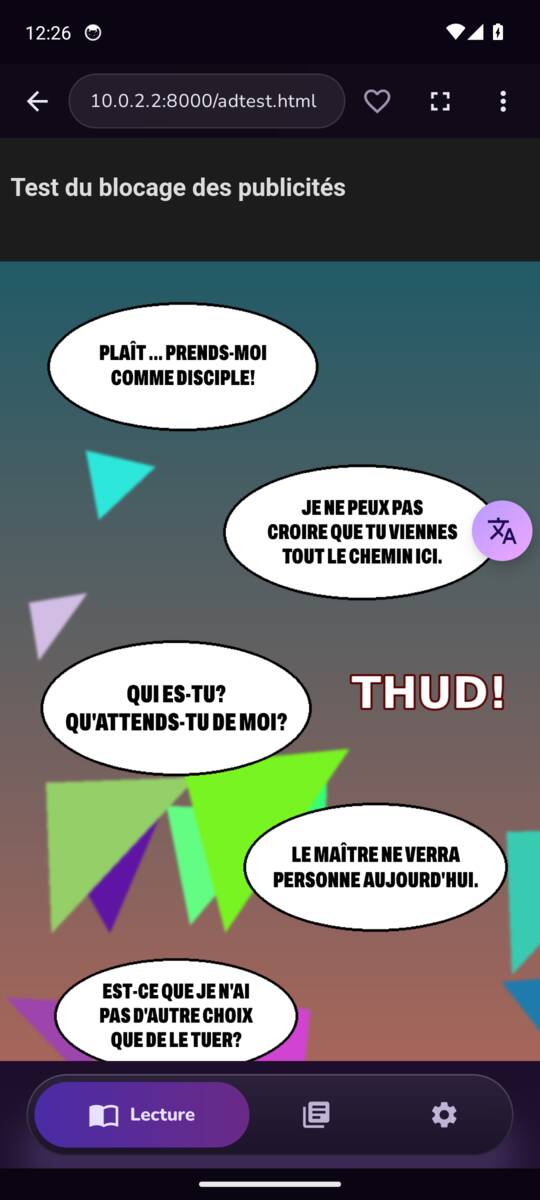 12:26
10.0.2.2:8000/adtest.html
Test du blocage des publicités
PLAÎT... PRENDS-MOI
COMME DISCIPLE!
JE NE PEUX PAS
CROIRE QUE TU VIENNES
TOUT LE CHEMIN ICI.
QUI ES-TU?
QU'ATTENDS-TU DE MOI?
THUD!
LE MAÎTRE NE VERRA
PERSONNE AUJOURD'HUI.
EST-CE QUE JE N'AI
PAS D'AUTRE CHOIX
QUE DE LE TUER?
Lecture